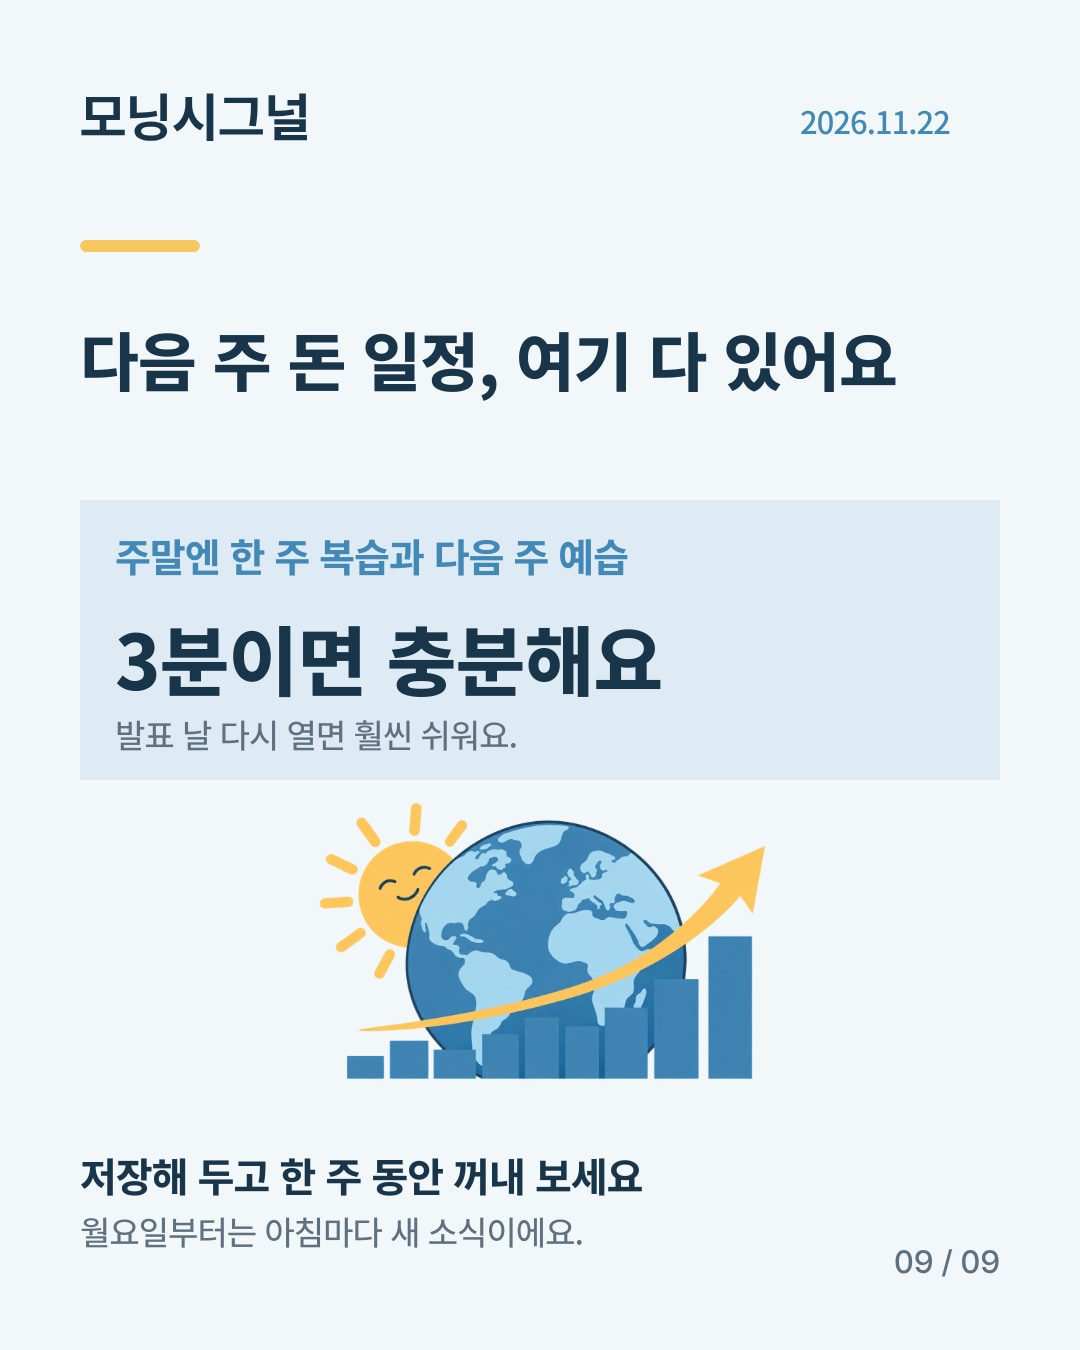 모닝시그널
2026.11.22
다음 주 돈 일정, 여기 다 있어요
주말엔 한 주 복습과 다음 주 예습
3분이면 충분해요
발표 날 다시 열면 훨씬 쉬워요.
저장해 두고 한 주 동안 꺼내 보세요
월요일부터는 아침마다 새 소식이에요.
09 / 09